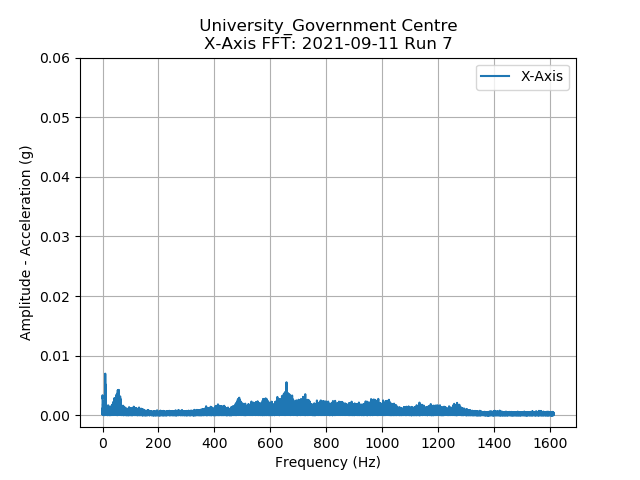 University_Government Centre
X-Axis FFT: 2021-09-11 Run 7
X-Axis
0.06
0.05
0.04
0.03
0.02
0.01
0.00
Amplitude - Acceleration (g)
0 200 400 600 800 1000 1200 1400 1600
Frequency (Hz)